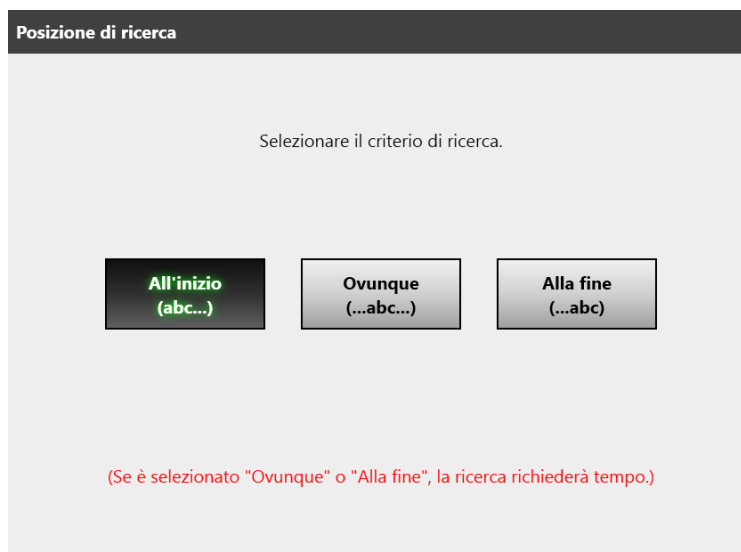 Posizione di ricerca
Selezionare il criterio di ricerca.
All'inizio
(abc...)
Ovunque
(...abc...)
Alla fine
(...abc)
(Se è selezionato "Ovunque" o "Alla fine", la ricerca richiederà tempo.)